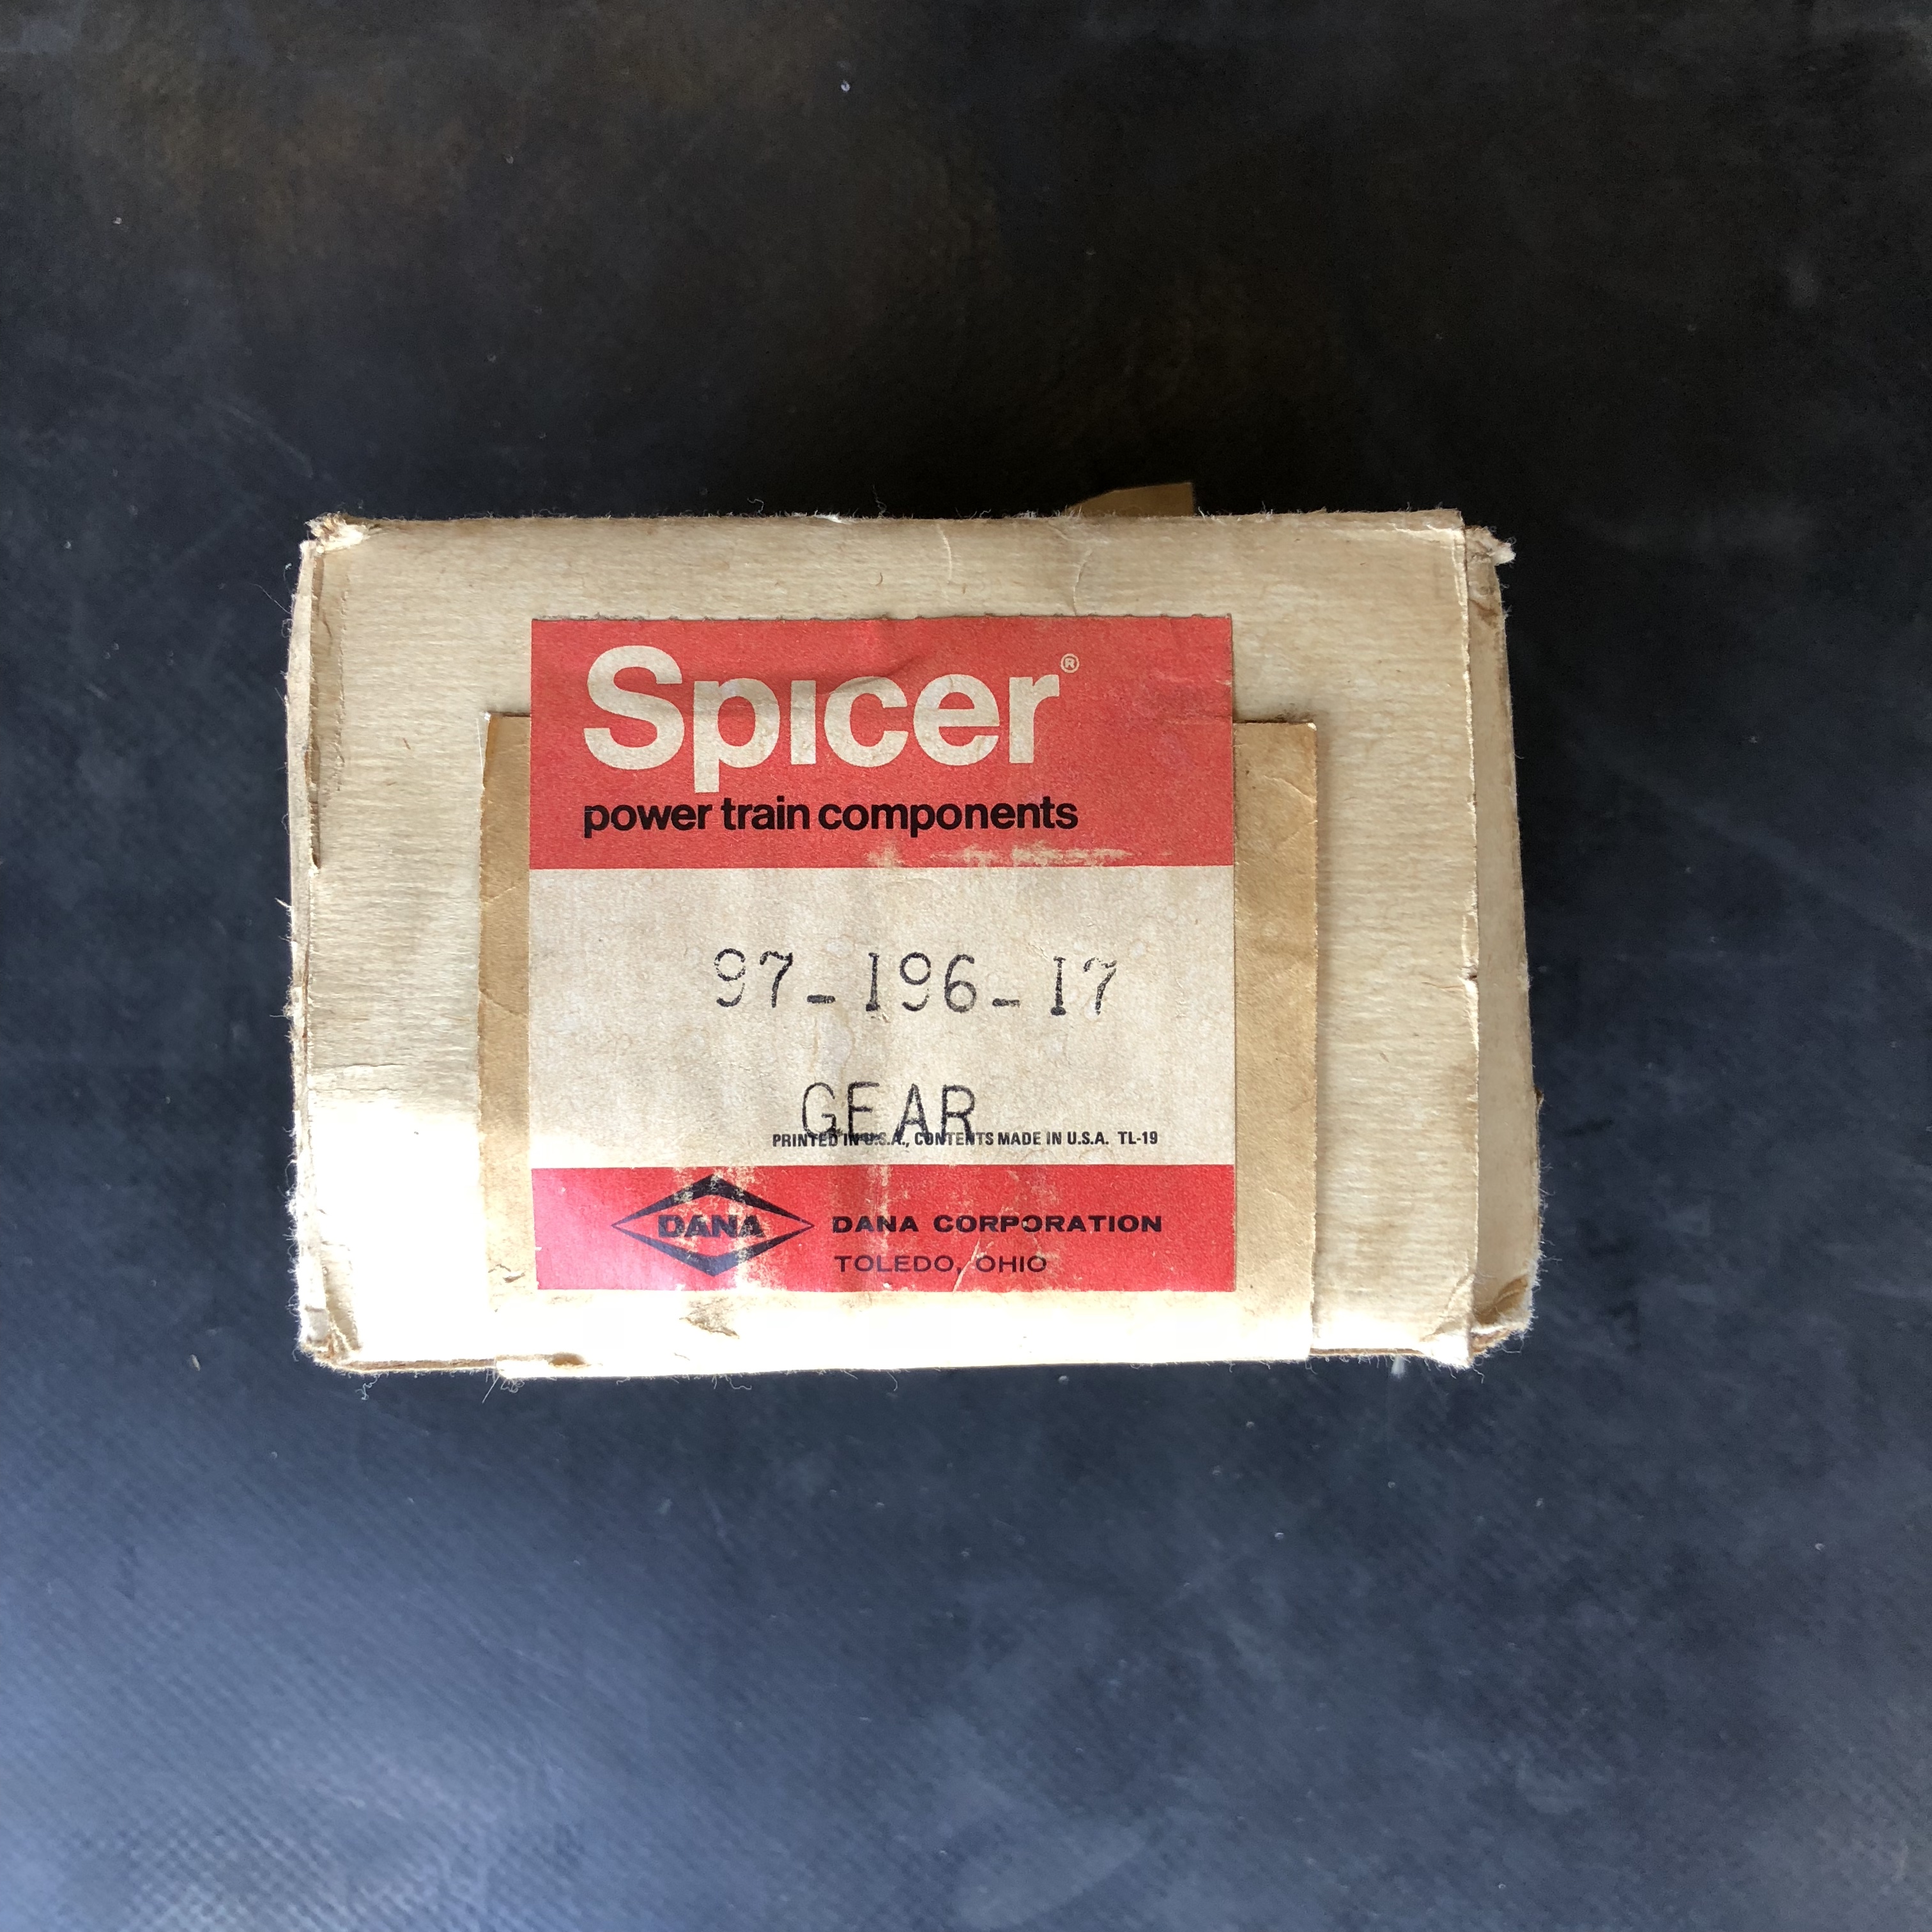 Spicer®
power train components
97-196-17
GEAR
PRINTED IN U.S.A., CONTENTS MADE IN U.S.A. TL-19
DANA DANA CORPORATION
TOLEDO, OHIO